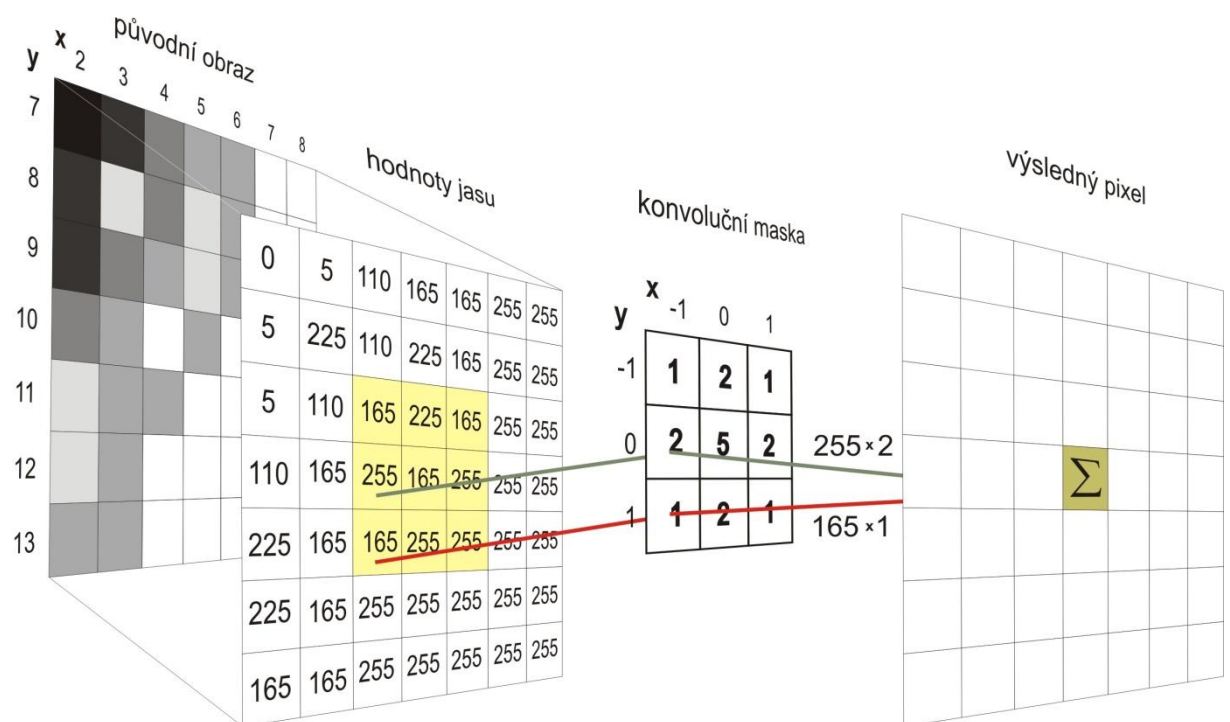 původní obraz
x
2 3 4 5 6 7 8
y
7
8
9
10
11
12
13
hodnoty jasu
0 5 110 165 165 255 255
5 225 110 225 165 255 255
5 110 165 225 165 255 255
110 165 255 165 255 255 255
225 165 165 255 255 255 255
225 165 255 255 255 255 255
165 165 255 255 255 255 255
konvoluční maska
x
-1 0 1
y
-1 1 2 1
0 2 5 2
1 1 2 1
255×2
165×1
výsledný pixel
Σ